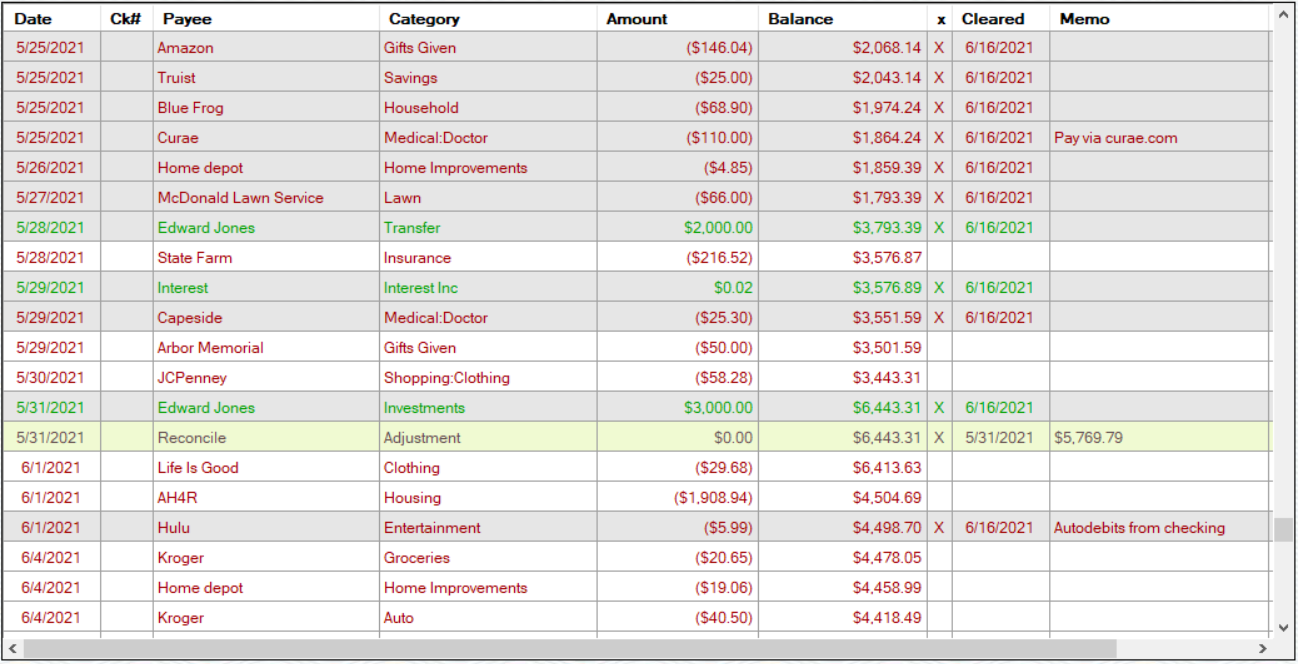 Date Ck# Payee Category Amount Balance x Cleared Memo
5/25/2021 Amazon Gifts Given ($146.04) $2,068.14 X 6/16/2021
5/25/2021 Truist Savings ($25.00) $2,043.14 X 6/16/2021
5/25/2021 Blue Frog Household ($68.90) $1,974.24 X 6/16/2021
5/25/2021 Curae Medical:Doctor ($110.00) $1,864.24 X 6/16/2021 Pay via curae.com
5/26/2021 Home depot Home Improvements ($4.85) $1,859.39 X 6/16/2021
5/27/2021 McDonald Lawn Service Lawn ($66.00) $1,793.39 X 6/16/2021
5/28/2021 Edward Jones Transfer $2,000.00 $3,793.39 X 6/16/2021
5/28/2021 State Farm Insurance ($216.52) $3,576.87
5/29/2021 Interest Interest Inc $0.02 $3,576.89 X 6/16/2021
5/29/2021 Capeside Medical:Doctor ($25.30) $3,551.59 X 6/16/2021
5/29/2021 Arbor Memorial Gifts Given ($50.00) $3,501.59
5/30/2021 JCPenney Shopping:Clothing ($58.28) $3,443.31
5/31/2021 Edward Jones Investments $3,000.00 $6,443.31 X 6/16/2021
5/31/2021 Reconcile Adjustment $0.00 $6,443.31 X 5/31/2021 $5,769.79
6/1/2021 Life Is Good Clothing ($29.68) $6,413.63
6/1/2021 AH4R Housing ($1,908.94) $4,504.69
6/1/2021 Hulu Entertainment ($5.99) $4,498.70 X 6/16/2021 Autodebits from checking
6/4/2021 Kroger Groceries ($20.65) $4,478.05
6/4/2021 Home depot Home Improvements ($19.06) $4,458.99
6/4/2021 Kroger Auto ($40.50) $4,418.49